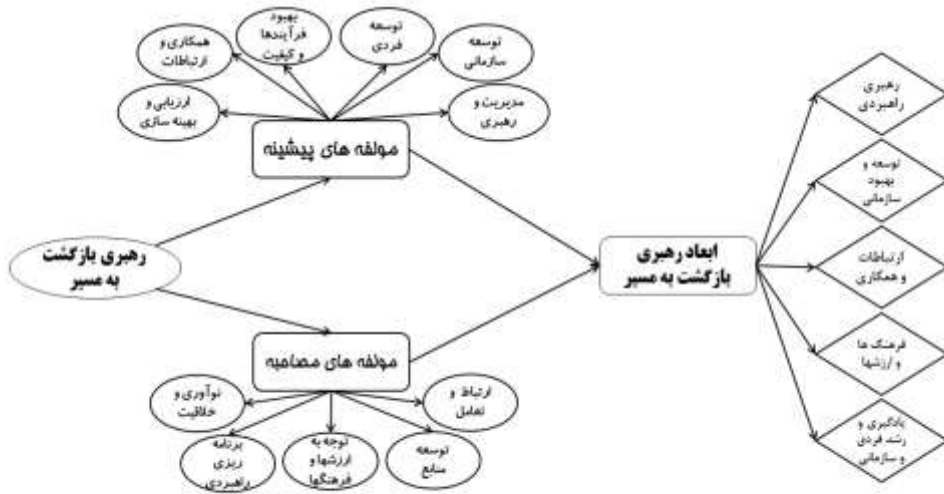 توسعه
سازمانی
توسعه
فردی
بهبود
فرآیندها
و کیفیت
همکاری و
ارتباطات
مدیریت و
رهبری
ارزیابی و
بهینه سازی
مولفه های پیشینه
رهبری بازگشت
به مسیر
مولفه های مصاحبه
ارتباط و
تعامل
توسعه
منابع
توجه به
ارزشها و
فرهنگها
برنامه
ریزی
راهبردی
نوآوری و
خلاقیت
ابعاد رهبری
بازگشت به مسیر
رهبری
راهبردی
توسعه و
بهبود
سازمانی
ارتباطات
و همکاری
فرهنگ ها
و ارزشها
یادگیری و
رشد فردی
و سازمانی